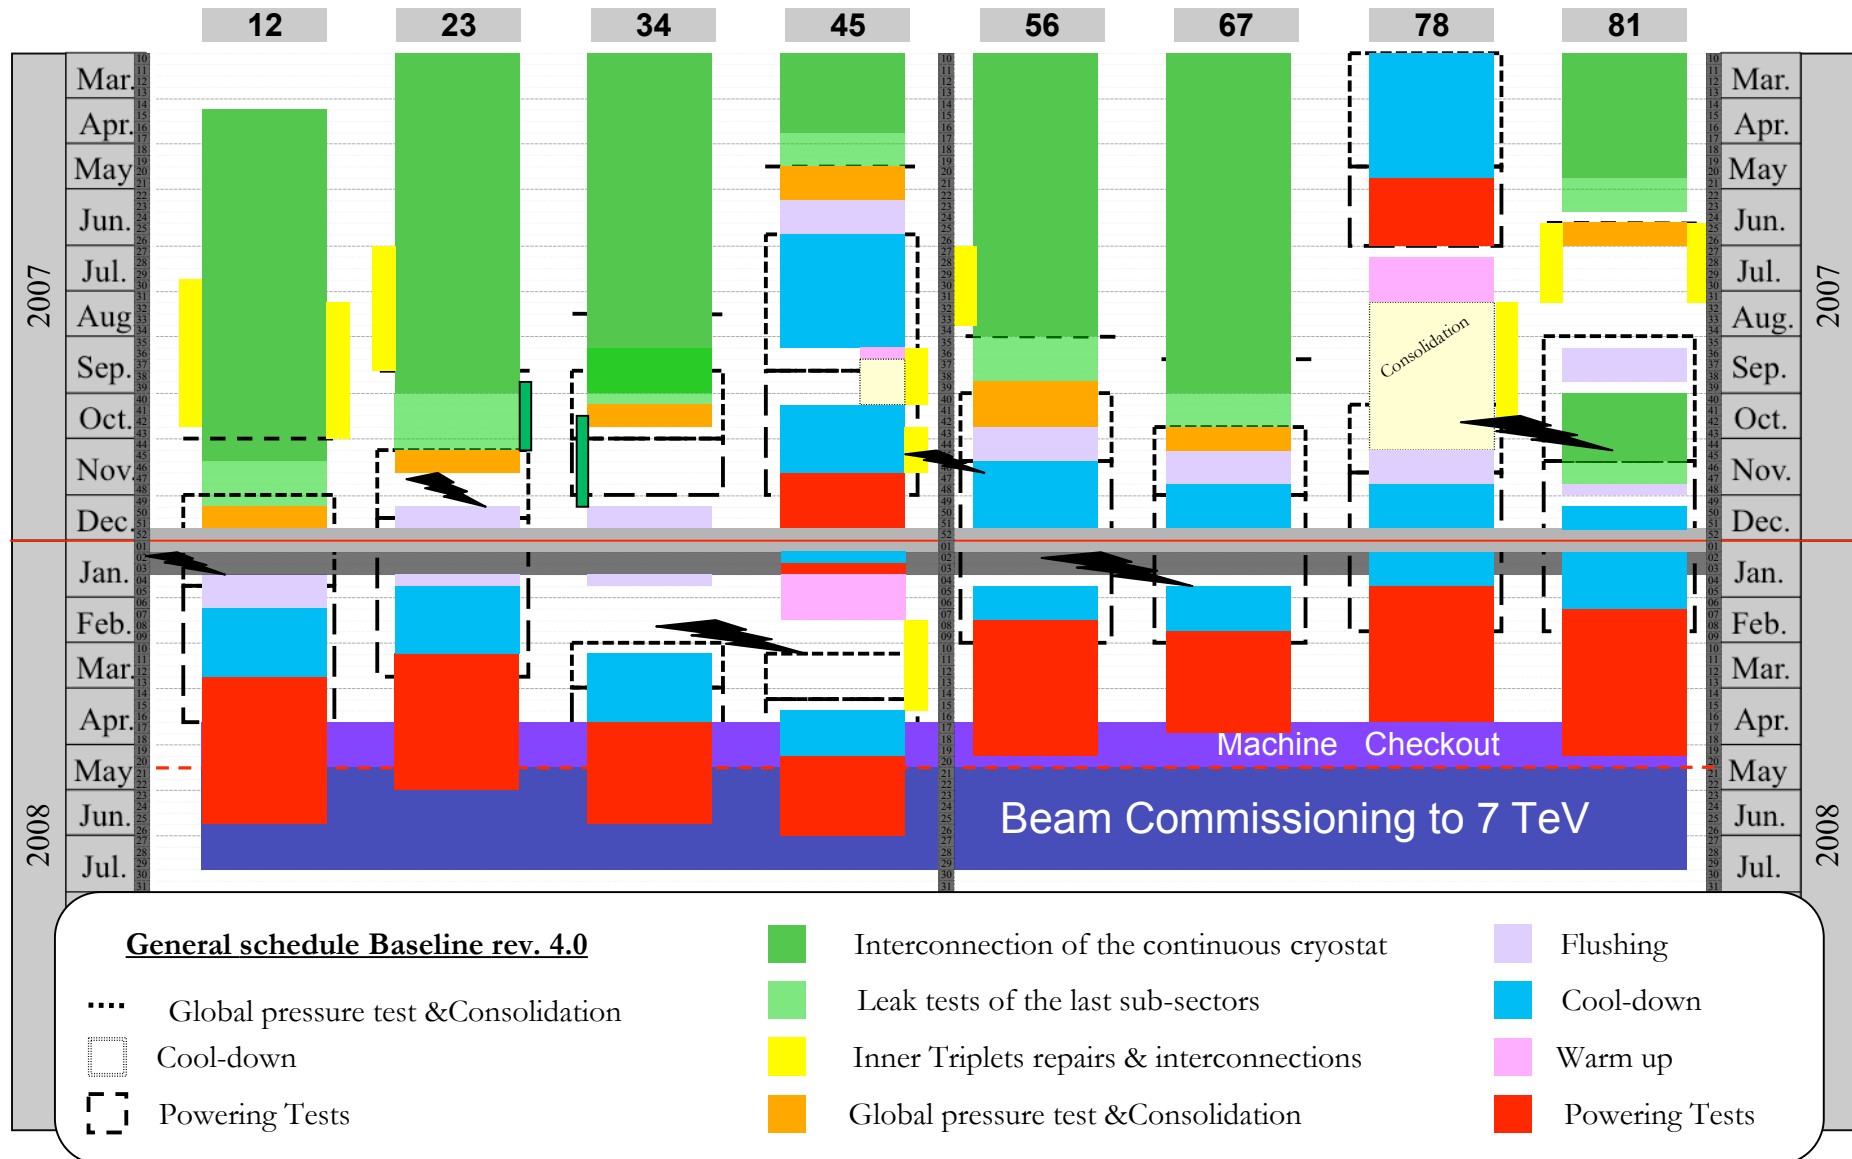 12 23 34 45 56 67 78 81
2007
Mar.
Apr.
May
Jun.
Jul.
Aug
Sep.
Oct.
Nov.
Dec.
2008
Jan.
Feb.
Mar.
Apr.
May
Jun.
Jul.
Consolidation
Machine Checkout
Beam Commissioning to 7 TeV
Mar.
Apr.
May
Jun.
Jul.
Aug.
Sep.
Oct.
Nov.
Dec.
2007
Jan.
Feb.
Mar.
Apr.
May
Jun.
Jul.
2008
General schedule Baseline rev. 4.0
Global pressure test &Consolidation
Cool-down
Powering Tests
Interconnection of the continuous cryostat
Leak tests of the last sub-sectors
Inner Triplets repairs & interconnections
Global pressure test &Consolidation
Flushing
Cool-down
Warm up
Powering Tests